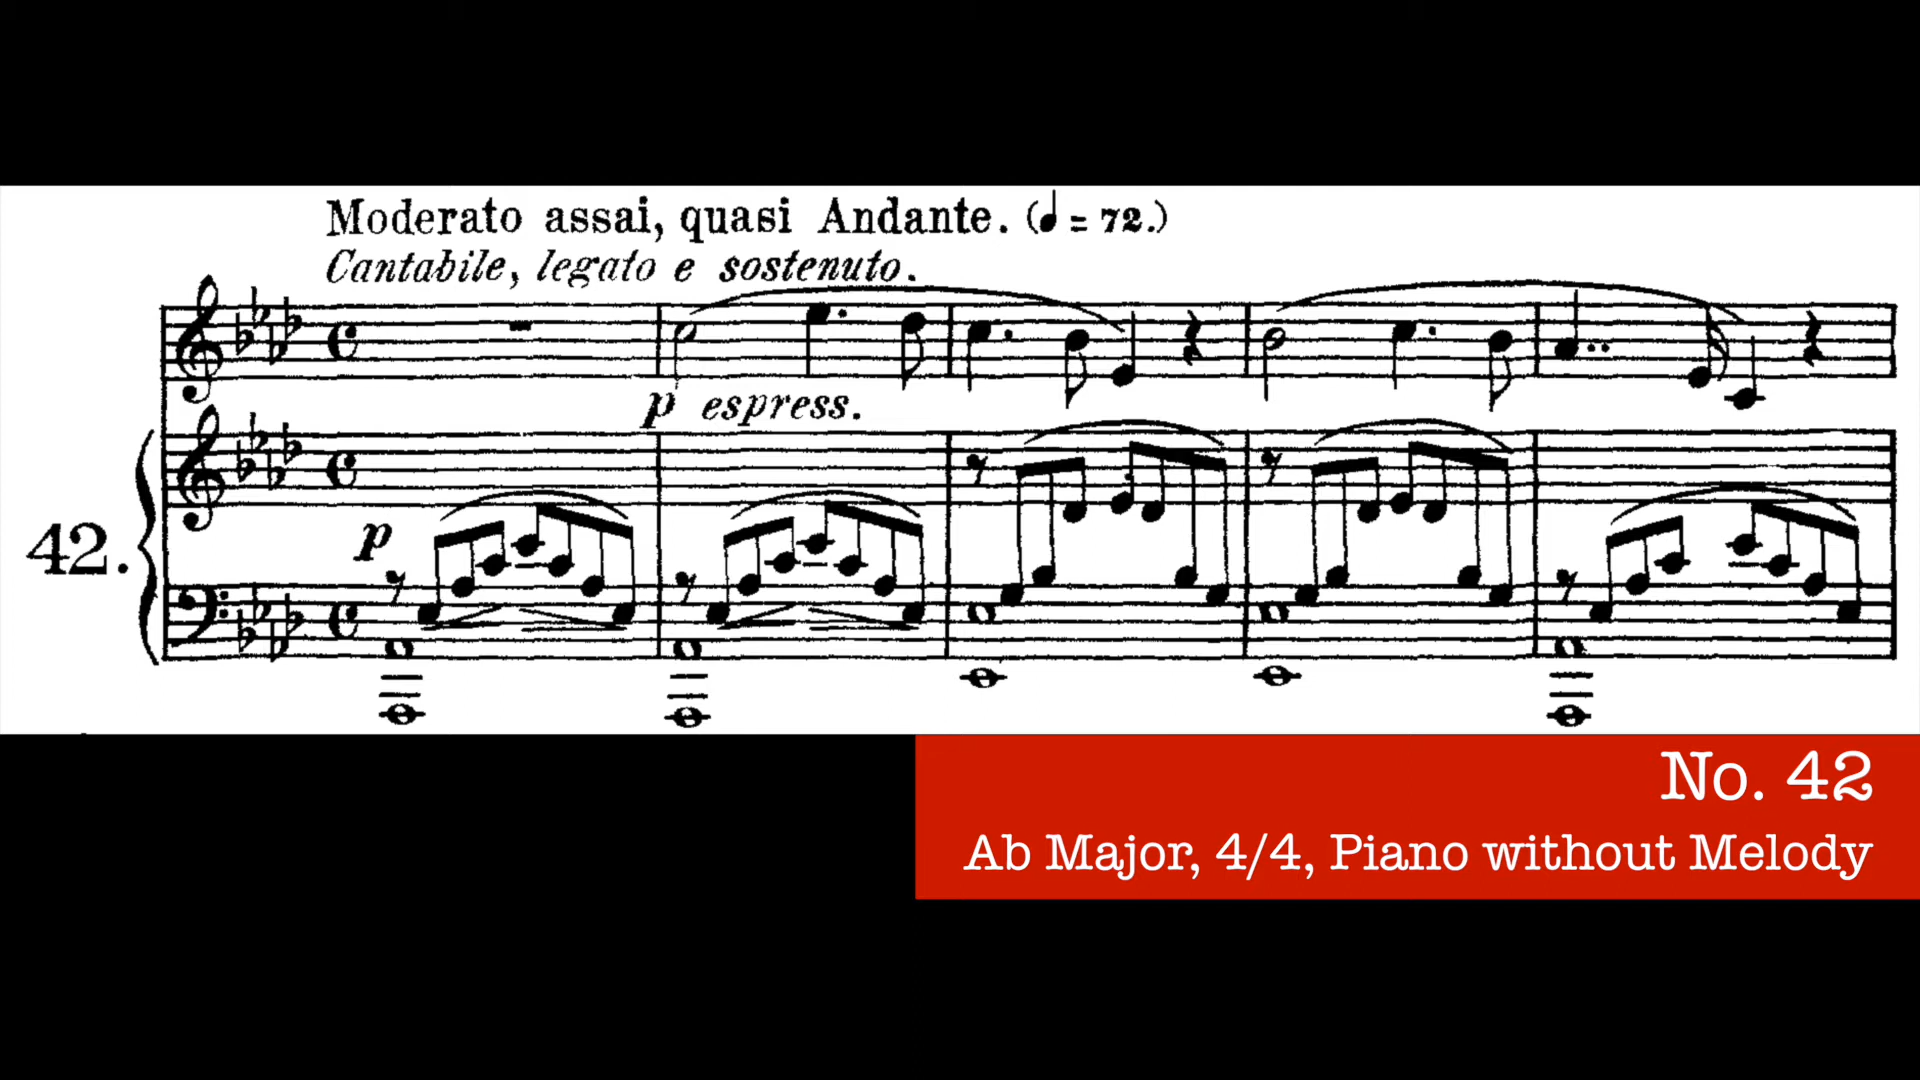 Moderato assai, quasi Andante. (♩ = 72.)
Cantabile, legato e sostenuto.
p espress.
p
42.
No. 42
Ab Major, 4/4, Piano without Melody